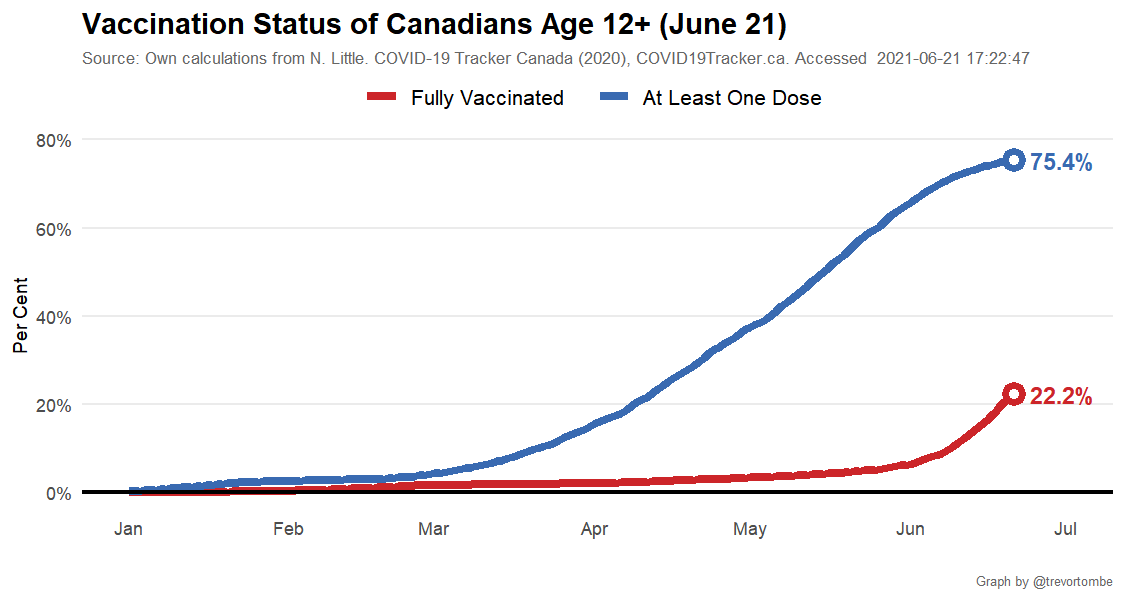 Vaccination Status of Canadians Age 12+ (June 21)
Source: Own calculations from N. Little. COVID-19 Tracker Canada (2020), COVID19Tracker.ca. Accessed  2021-06-21 17:22:47
Fully Vaccinated
At Least One Dose
Per Cent
80%
60%
40%
20%
0%
75.4%
22.2%
Jan
Feb
Mar
Apr
May
Jun
Jul
Graph by @trevortombe